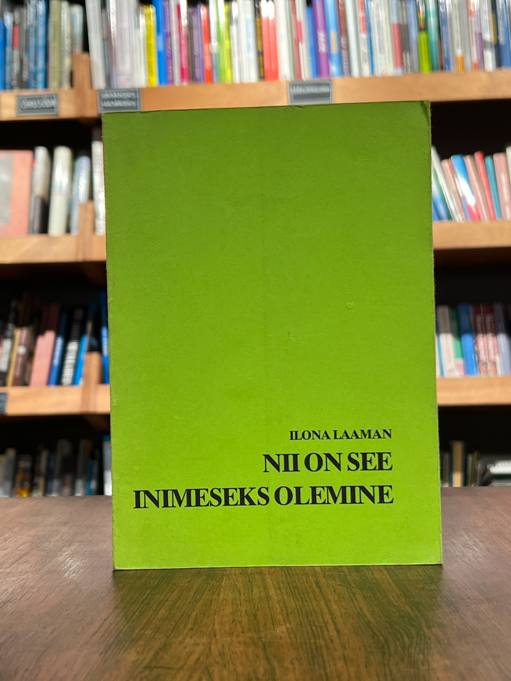 ILONA LAAMAN
NII ON SEE
INIMESEKS OLEMINE